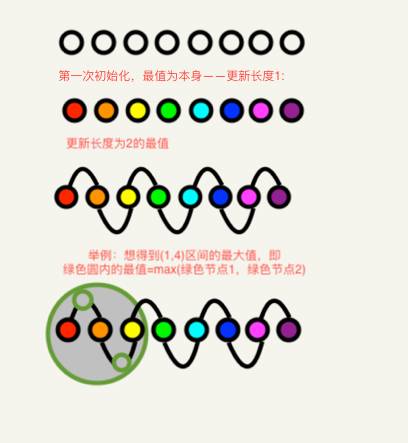 第一次初始化，最值为本身——更新长度1:
更新长度为2的最值
举例：想得到(1,4)区间的最大值，即
绿色圆内的最值=max(绿色节点1，绿色节点2)